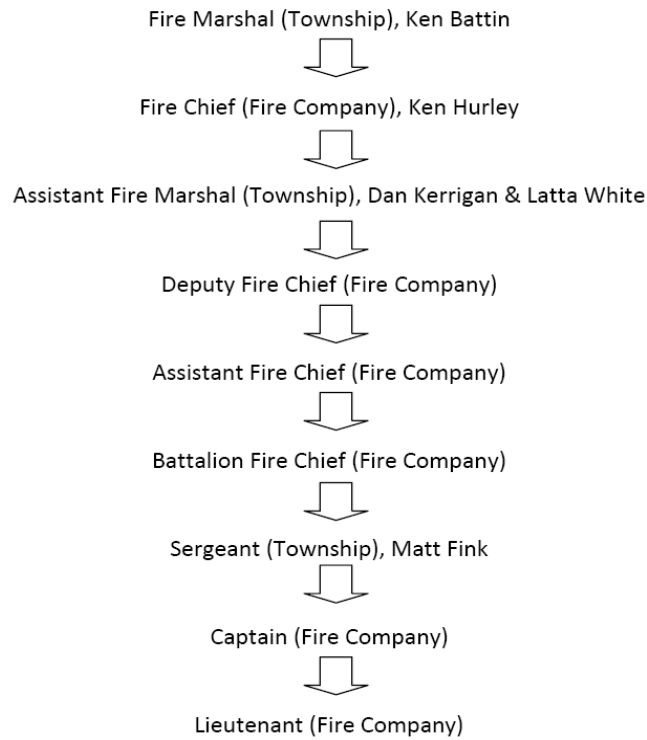 Fire Marshal (Township), Ken Battin
Fire Chief (Fire Company), Ken Hurley
Assistant Fire Marshal (Township), Dan Kerrigan & Latta White
Deputy Fire Chief (Fire Company)
Assistant Fire Chief (Fire Company)
Battalion Fire Chief (Fire Company)
Sergeant (Township), Matt Fink
Captain (Fire Company)
Lieutenant (Fire Company)